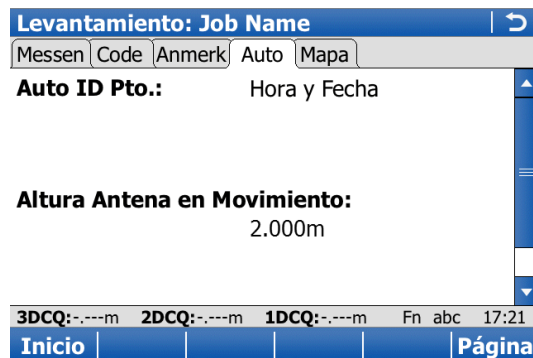 Levantamiento: Job Name
Messen Code Anmerk Auto Mapa
Auto ID Pto.: Hora y Fecha
Altura Antena en Movimiento:
2.000m
3DCQ:-.---m 2DCQ:-.---m 1DCQ:-.---m Fn abc 17:21
Inicio Página